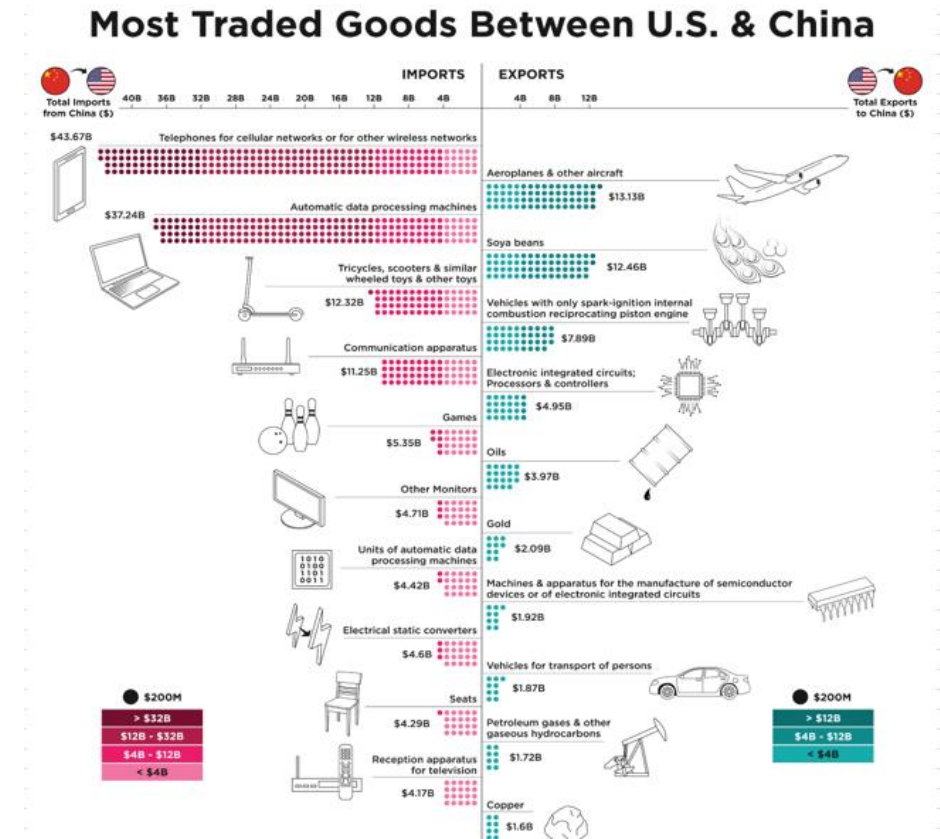 Most Traded Goods Between U.S. & China
IMPORTS
EXPORTS
Total Imports
from China ($)
40B 36B 32B 28B 24B 20B 16B 12B 8B 4B
4B 8B 12B
Total Exports
to China ($)
$43.67B
Telephones for cellular networks or for other wireless networks
$37.24B
Automatic data processing machines
Tricycles, scooters & similar
wheeled toys & other toys
$12.32B
Communication apparatus
$11.25B
Games
$5.35B
Other Monitors
$4.71B
Units of automatic data
processing machines
$4.42B
1010
0100
1101
0011
Electrical static converters
$4.6B
Seats
$4.29B
Reception apparatus
for television
$4.17B
$200M
> $32B
$12B - $32B
$4B - $12B
< $4B
Aeroplanes & other aircraft
$13.13B
Soya beans
$12.46B
Vehicles with only spark-ignition internal
combustion reciprocating piston engine
$7.89B
Electronic integrated circuits;
Processors & controllers
$4.95B
Oils
$3.97B
Gold
$2.09B
Machines & apparatus for the manufacture of semiconductor
devices or of electronic integrated circuits
$1.92B
Vehicles for transport of persons
$1.87B
Petroleum gases & other
gaseous hydrocarbons
$1.72B
Copper
$1.6B
$200M
> $12B
$4B - $12B
< $4B